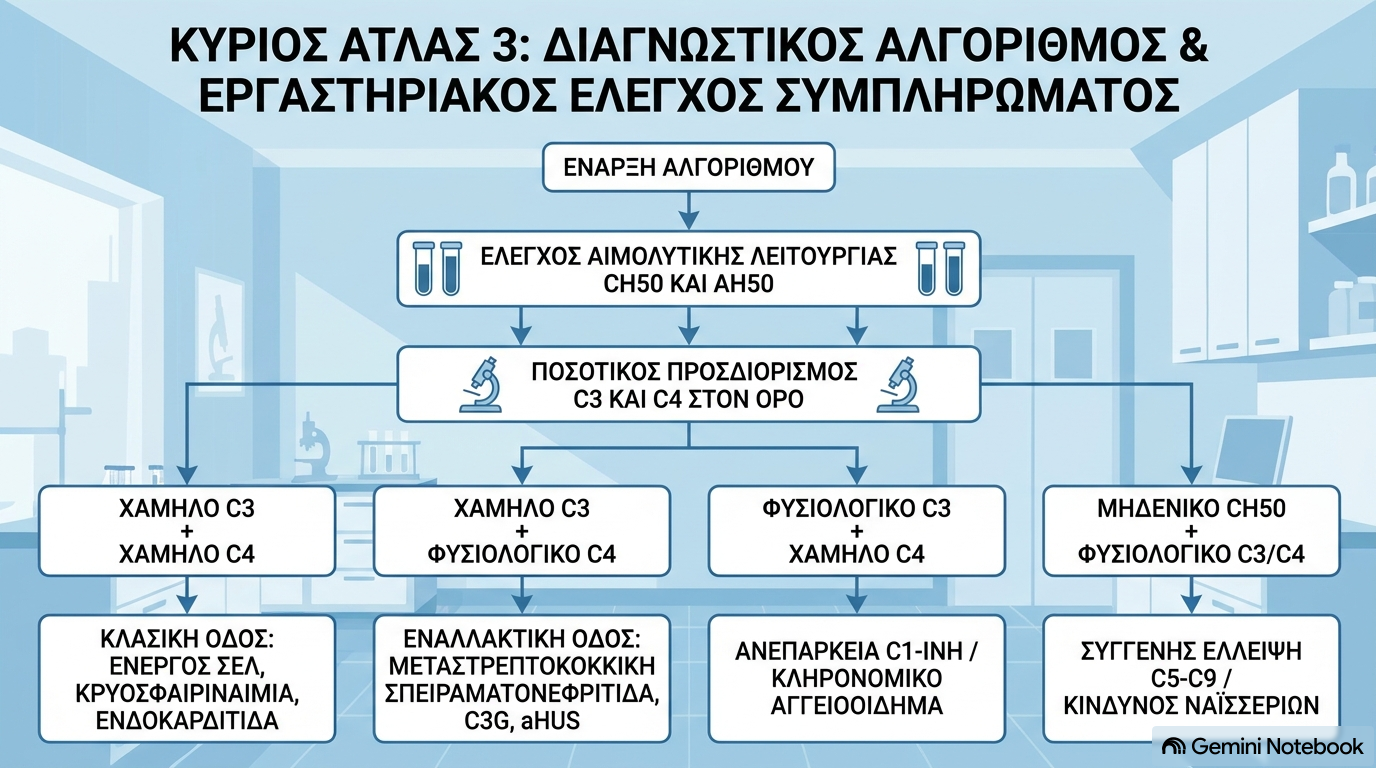 ΚΥΡΙΟΣ ΑΤΛΑΣ 3: ΔΙΑΓΝΩΣΤΙΚΟΣ ΑΛΓΟΡΙΘΜΟΣ &
ΕΡΓΑΣΤΗΡΙΑΚΟΣ ΕΛΕΓΧΟΣ ΣΥΜΠΛΗΡΩΜΑΤΟΣ
ΕΝΑΡΞΗ ΑΛΓΟΡΙΘΜΟΥ
ΕΛΕΓΧΟΣ ΑΙΜΟΛΥΤΙΚΗΣ ΛΕΙΤΟΥΡΓΙΑΣ
CH50 ΚΑΙ AH50
ΠΟΣΟΤΙΚΟΣ ΠΡΟΣΔΙΟΡΙΣΜΟΣ
C3 ΚΑΙ C4 ΣΤΟΝ ΟΡΟ
ΧΑΜΗΛΟ C3
+
ΧΑΜΗΛΟ C4
ΧΑΜΗΛΟ C3
+
ΦΥΣΙΟΛΟΓΙΚΟ C4
ΦΥΣΙΟΛΟΓΙΚΟ C3
+
ΧΑΜΗΛΟ C4
ΜΗΔΕΝΙΚΟ CH50
+
ΦΥΣΙΟΛΟΓΙΚΟ C3/C4
ΚΛΑΣΙΚΗ ΟΔΟΣ:
ΕΝΕΡΓΟΣ ΣΕΛ,
ΚΡΥΟΣΦΑΙΡΙΝΑΙΜΙΑ,
ΕΝΔΟΚΑΡΔΙΤΙΔΑ
ΕΝΑΛΛΑΚΤΙΚΗ ΟΔΟΣ:
ΜΕΤΑΣΤΡΕΠΤΟΚΟΚΚΙΚΗ
ΣΠΕΙΡΑΜΑΤΟΝΕΦΡΙΤΙΔΑ,
C3G, aHUS
ΑΝΕΠΑΡΚΕΙΑ C1-INH /
ΚΛΗΡΟΝΟΜΙΚΟ
ΑΓΓΕΙΟΟΙΔΗΜΑ
ΣΥΓΓΕΝΗΣ ΕΛΛΕΙΨΗ
C5-C9 /
ΚΙΝΔΥΝΟΣ ΝΑΪΣΣΕΡΙΩΝ
Gemini Notebook